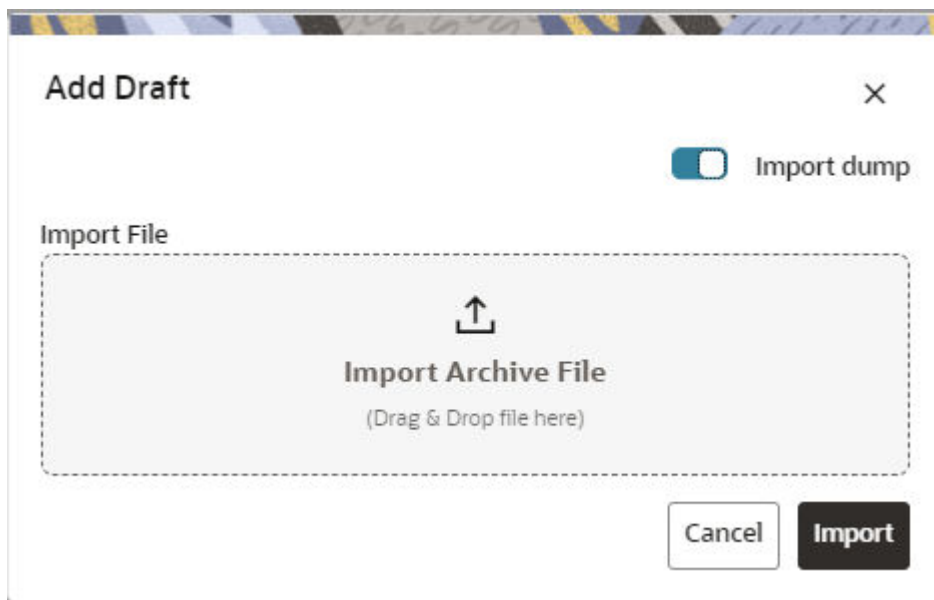 Add Draft
Import dump
Import File
Import Archive File
(Drag & Drop file here)
Cancel Import